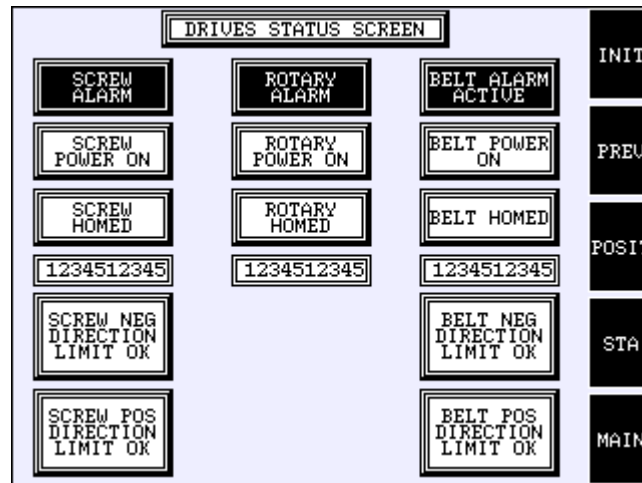 DRIVES STATUS SCREEN
SCREW
ALARM
ROTARY
ALARM
BELT ALARM
ACTIVE
SCREW
POWER ON
ROTARY
POWER ON
BELT POWER
ON
SCREW
HOMED
ROTARY
HOMED
BELT HOMED
1234512345
1234512345
1234512345
SCREW NEG
DIRECTION
LIMIT OK
BELT NEG
DIRECTION
LIMIT OK
SCREW POS
DIRECTION
LIMIT OK
BELT POS
DIRECTION
LIMIT OK
INIT
PREV
POSIT
STA
MAIN